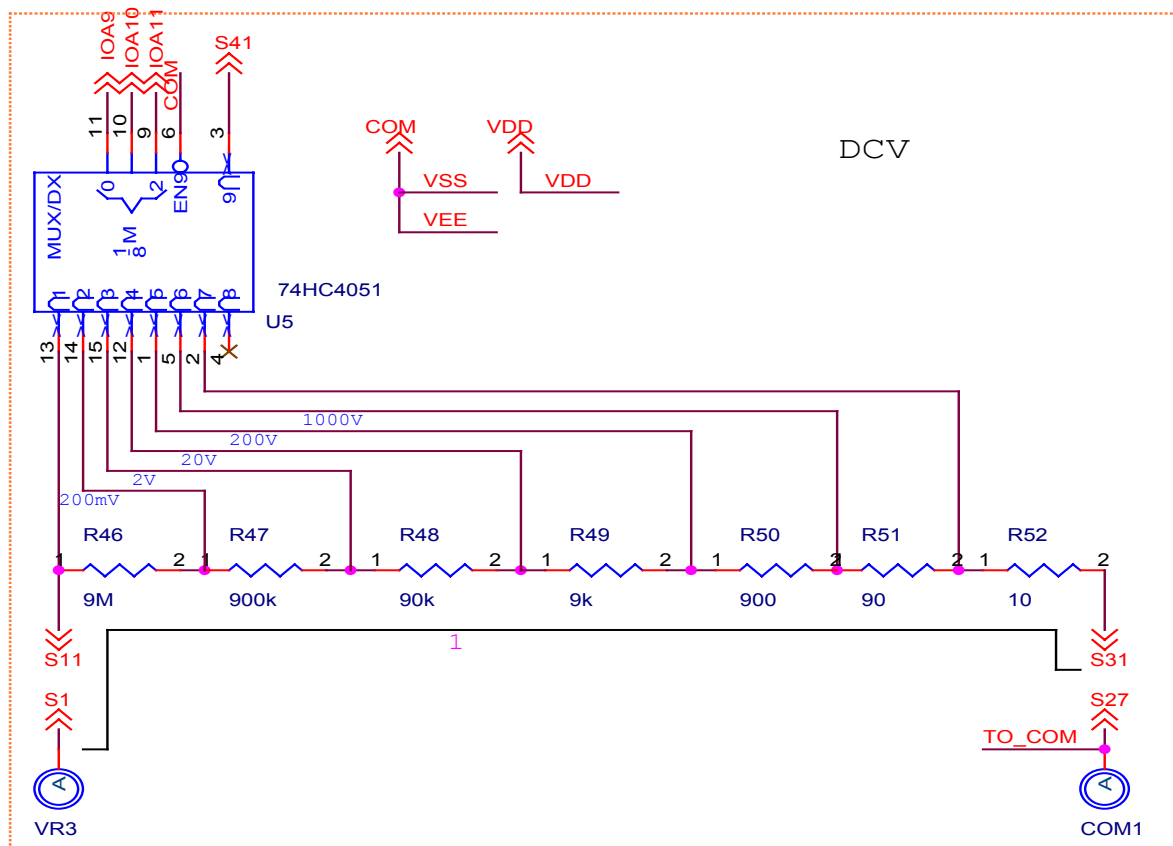 IOA9
IOA10
IOA11
COM
S41
11
10
9
6
3
COM
VDD
DCV
VSS
VDD
VEE
MUX/DX
0
2
EN9
9
1
8
M
1
2
3
4
5
6
7
8
74HC4051
U5
13
14
15
12
1
5
2
4
1000V
200V
20V
2V
200mV
R46
R47
R48
R49
R50
R51
R52
1
2
1
2
1
2
1
2
1
2
1
2
1
2
9M
900k
90k
9k
900
90
10
1
S11
S31
S1
S27
TO_COM
A
A
VR3
COM1